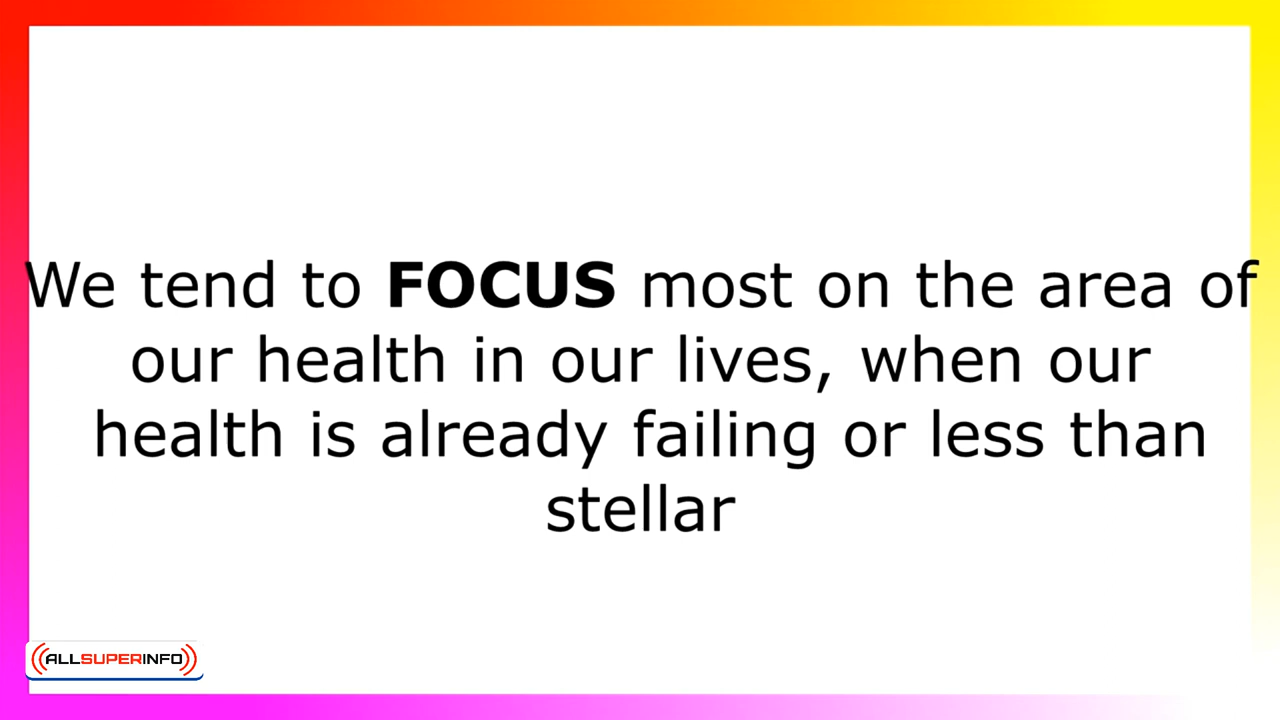 We tend to FOCUS most on the area of
our health in our lives, when our
health is already failing or less than
stellar
ALLSUPERINFO